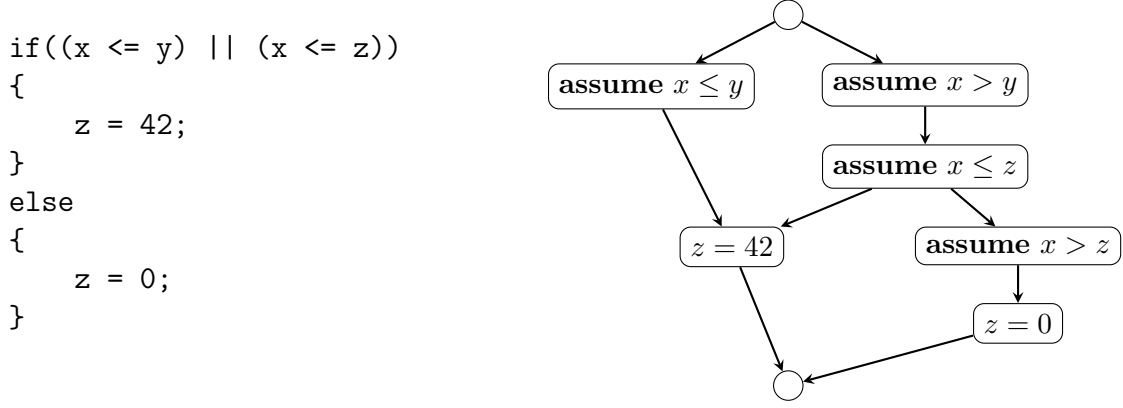 if((x <= y) || (x <= z))
{
    z = 42;
}
else
{
    z = 0;
}
assume x ≤ y
assume x > y
assume x ≤ z
z = 42
assume x > z
z = 0